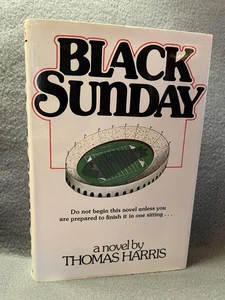 BLACK
SUNDAY
Do not begin this novel unless you
are prepared to finish it in one sitting . . .
a novel by
THOMAS HARRIS